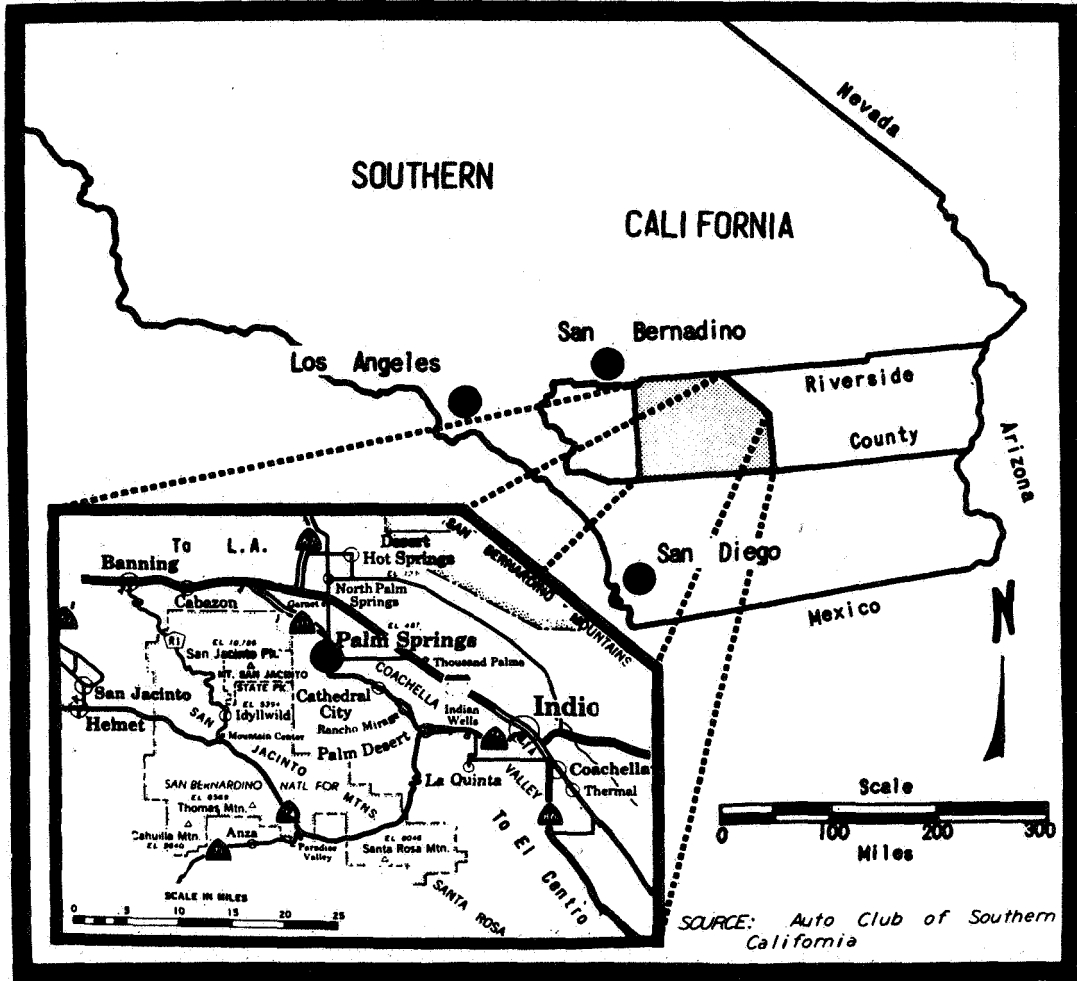 Nevada
SOUTHERN
CALIFORNIA
San Bernadino
Los Angeles
Riverside
County
Arizona
San Diego
Mexico
N
Scale
0 100 200 300
Miles
SOURCE: Auto Club of Southern
California
To L.A.
Banning
Cabazon
Desert
Hot Springs
SAN BERNARDINO MOUNTAINS
North Palm
Springs
Garnet
EL 10,786
San Jacinto Pk.
MT. SAN JACINTO
STATE PK.
Palm Springs
Thousand Palms
COACHELLA
VALLEY
San Jacinto
Helmet
Idyllwild
Mountain Center
Cathedral
City
Rancho Mirage
Palm Desert
Indian
Wells
Indio
La Quinta
Coachella
Thermal
SAN
JACINTO
MTNS.
SAN BERNARDINO NATL FOR
Thomas Mtn.
Cahuilla Mtn.
Anza
Paradise
Valley
Santa Rosa Mtn.
SANTA ROSA
To El Centro
SCALE IN MILES
0 5 10 15 20 25